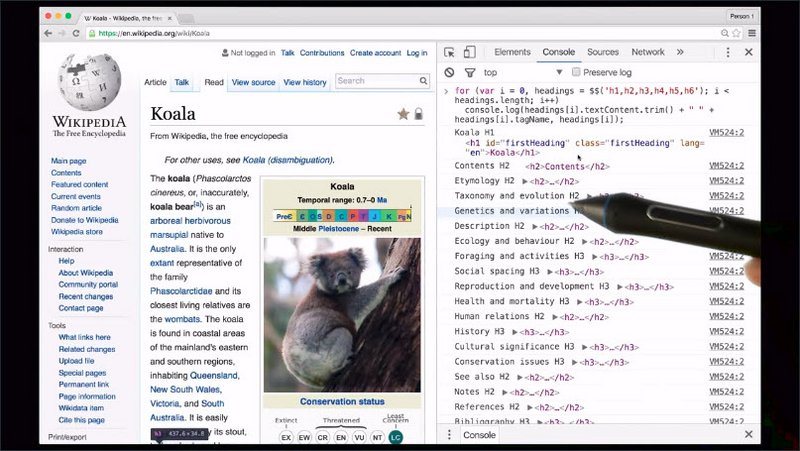 W Koala - Wikipedia, the free
Person 1
https://en.wikipedia.org/wiki/Koala
WIKIPEDIA
The Free Encyclopedia
Main page
Contents
Featured content
Current events
Random article
Donate to Wikipedia
Wikipedia store
Interaction
Help
About Wikipedia
Community portal
Recent changes
Contact page
Tools
What links here
Related changes
Upload file
Special pages
Permanent link
Page information
Wikidata item
Cite this page
Print/export
Not logged in Talk Contributions Create account Log in
Article Talk Read View source View history Search
Koala
From Wikipedia, the free encyclopedia
For other uses, see Koala (disambiguation).
The koala (Phascolarctos
cinereus, or, inaccurately,
koala bear[a]) is an
arboreal herbivorous
marsupial native to
Australia. It is the only
extant representative of
the family
Phascolarctidae and its
closest living relatives are
the wombats. The koala
is found in coastal areas
of the mainland's eastern
and southern regions,
inhabiting Queensland,
New South Wales,
Victoria, and South
Australia. It is easily
by its stout,
h1 437.6×34.8
Koala
Temporal range: 0.7–0 Ma
PreЄ Є O S D C P T J K PgN
Middle Pleistocene – Recent
Conservation status
Extinct Threatened Least Concern
EX EW CR EN VU NT LC
Elements Console Sources Network »
top Preserve log
for (var i = 0, headings = $$('h1,h2,h3,h4,h5,h6'); i <
headings.length; i++)
console.log(headings[i].textContent.trim() + " " +
headings[i].tagName, headings[i]);
Koala H1 VM524:2
<h1 id="firstHeading" class="firstHeading" lang=
"en">Koala</h1>
Contents H2 <h2>Contents</h2> VM524:2
Etymology H2 ▶<h2>…</h2> VM524:2
Taxonomy and evolution H2 VM524:2
Genetics and variations VM524:2
Description H2 ▶<h2>…</h2>
Ecology and behaviour H2 ▶<h2>…</h2>
Foraging and activities H3 ▶<h3>…</h3>
Social spacing H3 ▶<h3>…</h3> VM524:2
Reproduction and development H3 ▶<h3>…</h3> VM524:2
Health and mortality H3 ▶<h3>…</h3> VM524:2
Human relations H2 ▶<h2>…</h2> VM524:2
History H3 ▶<h3>…</h3> VM524:2
Cultural significance H3 ▶<h3>…</h3> VM524:2
Conservation issues H3 ▶<h3>…</h3> VM524:2
See also H2 ▶<h2>…</h2> VM524:2
Notes H2 ▶<h2>…</h2> VM524:2
References H2 ▶<h2>…</h2> VM524:2
Bibliography H3 ▶<h3>…</h3> VM524:2
Console